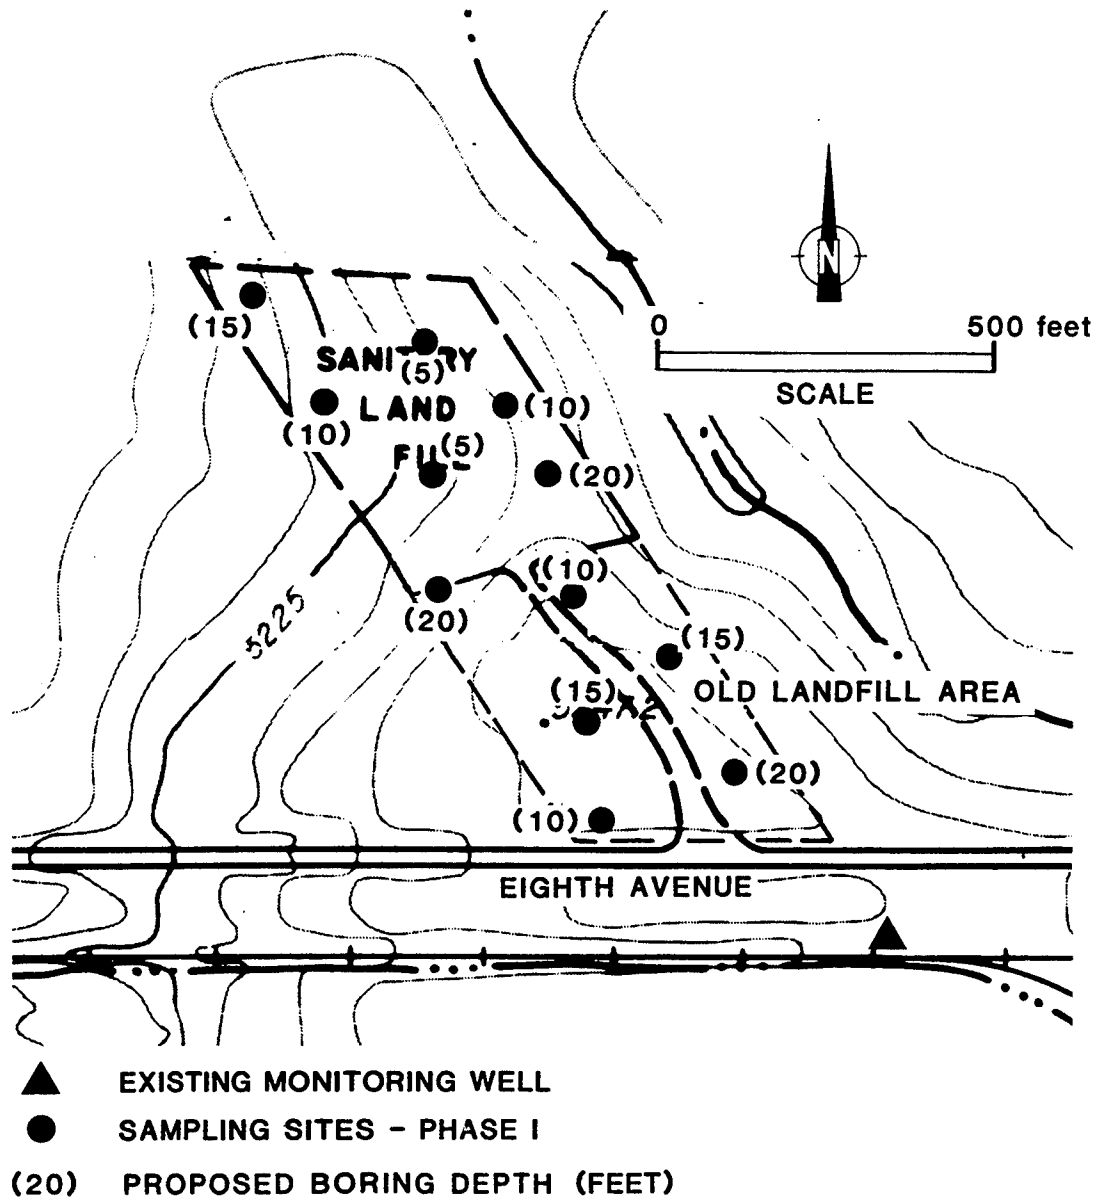 N
0 500 feet
SCALE
(15)
SANITARY
(5)
LAND
(10)
(10)
(5)
FILL
(20)
(10)
5225
(20)
(15)
(15)
OLD LANDFILL AREA
(20)
(10)
EIGHTH AVENUE
EXISTING MONITORING WELL
SAMPLING SITES - PHASE I
(20) PROPOSED BORING DEPTH (FEET)